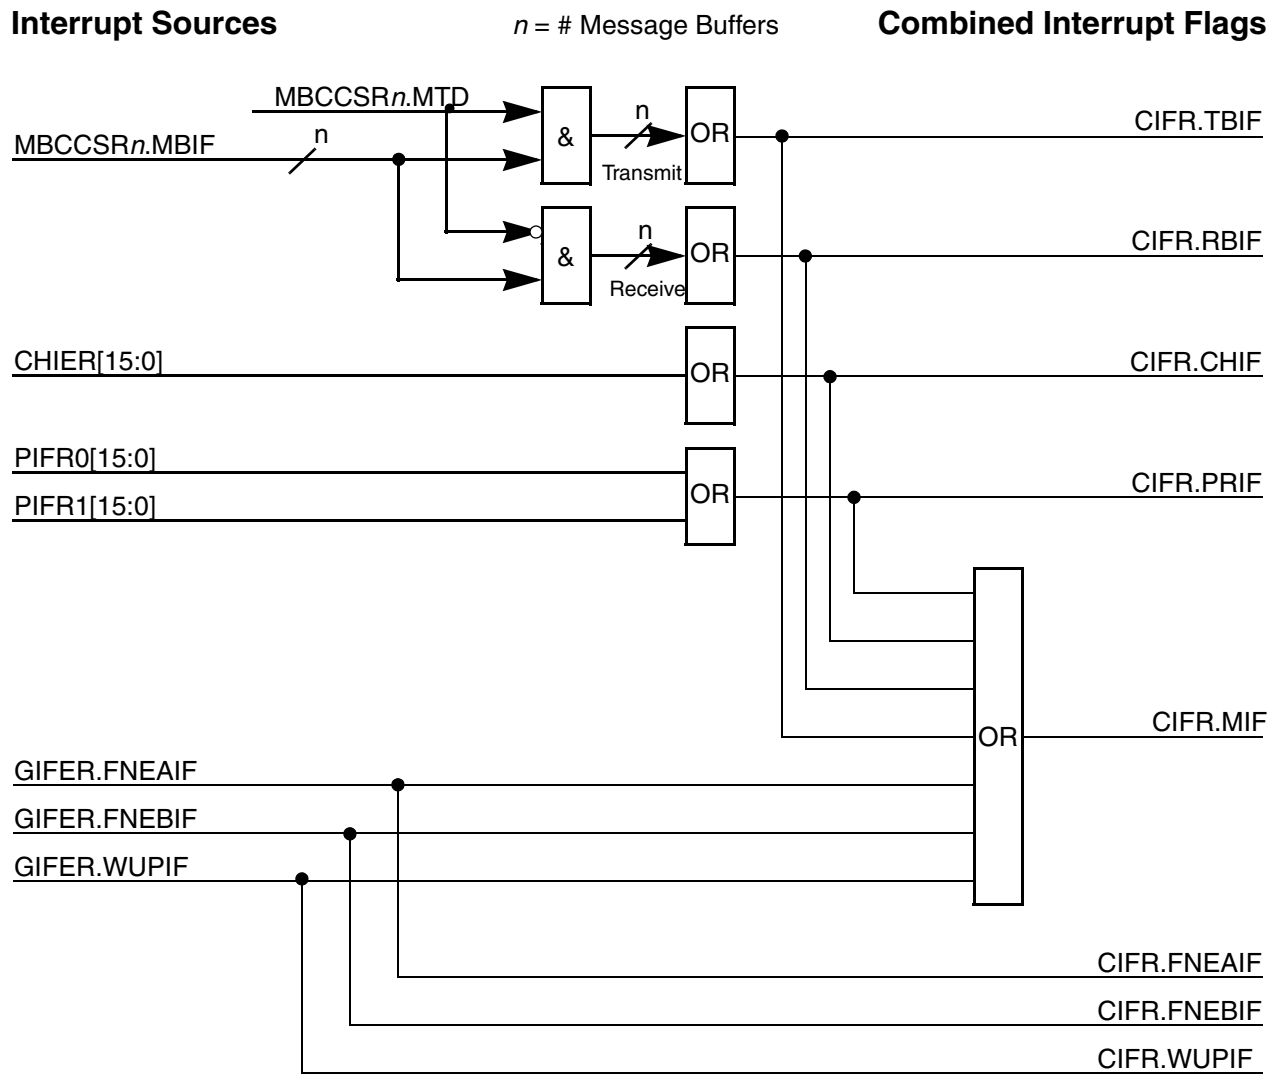 Interrupt Sources
n = # Message Buffers
Combined Interrupt Flags
MBCCSRn.MTD
n
OR
CIFR.TBIF
MBCCSRn.MBIF
n
&
Transmit
n
OR
CIFR.RBIF
&
Receive
CHIER[15:0]
OR
CIFR.CHIF
PIFR0[15:0]
OR
CIFR.PRIF
PIFR1[15:0]
OR
CIFR.MIF
GIFER.FNEAIF
GIFER.FNEBIF
GIFER.WUPIF
CIFR.FNEAIF
CIFR.FNEBIF
CIFR.WUPIF